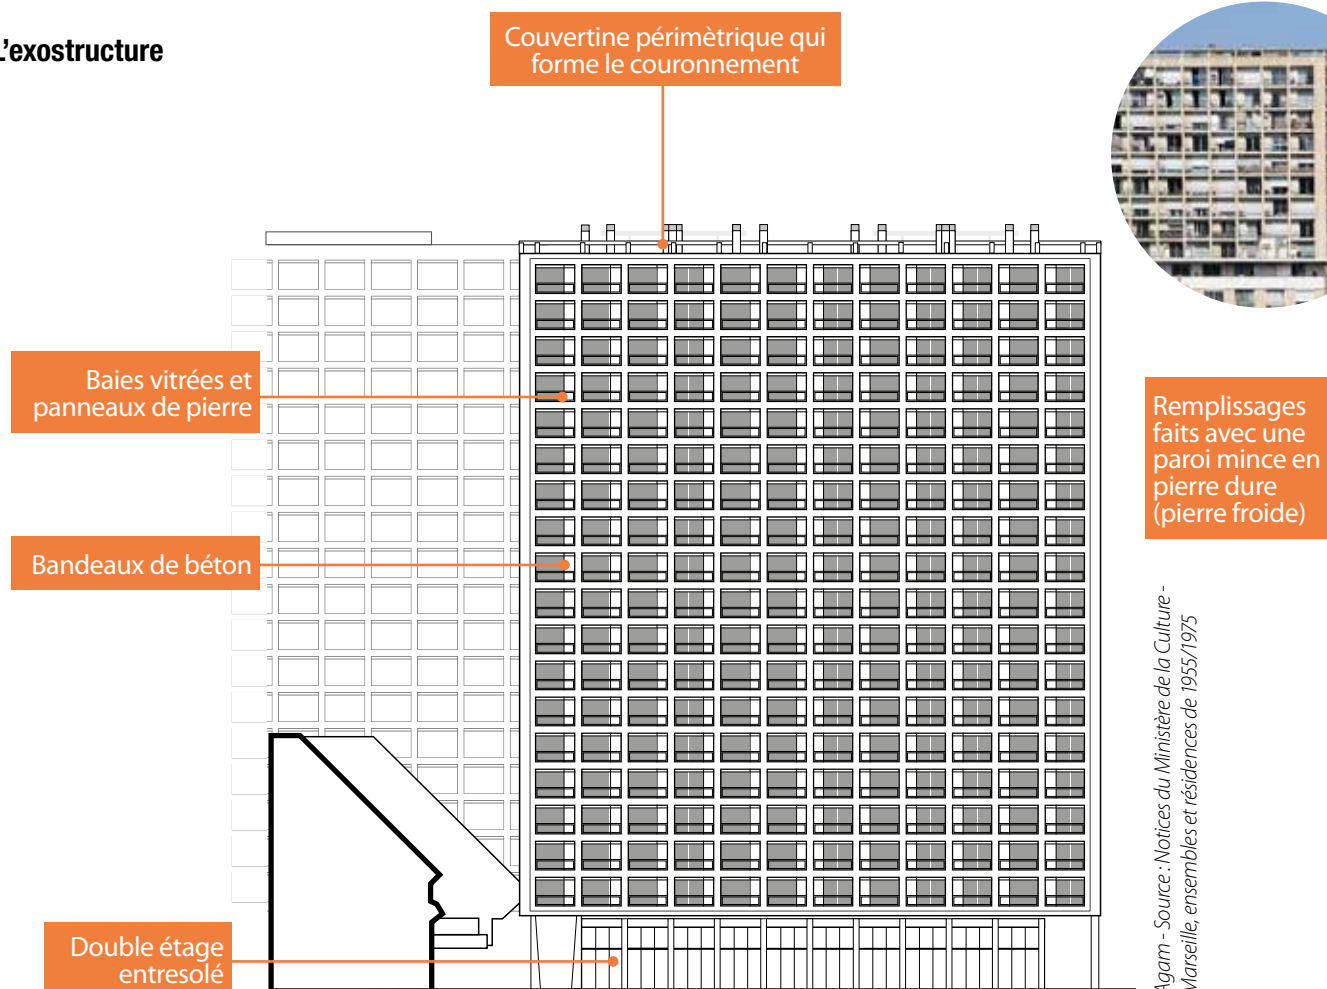 L'exostructure
Couvertine périmètrique qui
forme le couronnement
Baies vitrées et
panneaux de pierre
Remplissages
faits avec une
paroi mince en
pierre dure
(pierre froide)
Bandeaux de béton
Double étage
entresolé
Agam - Source : Notices du Ministère de la Culture -
Marseille, ensembles et résidences de 1955/1975